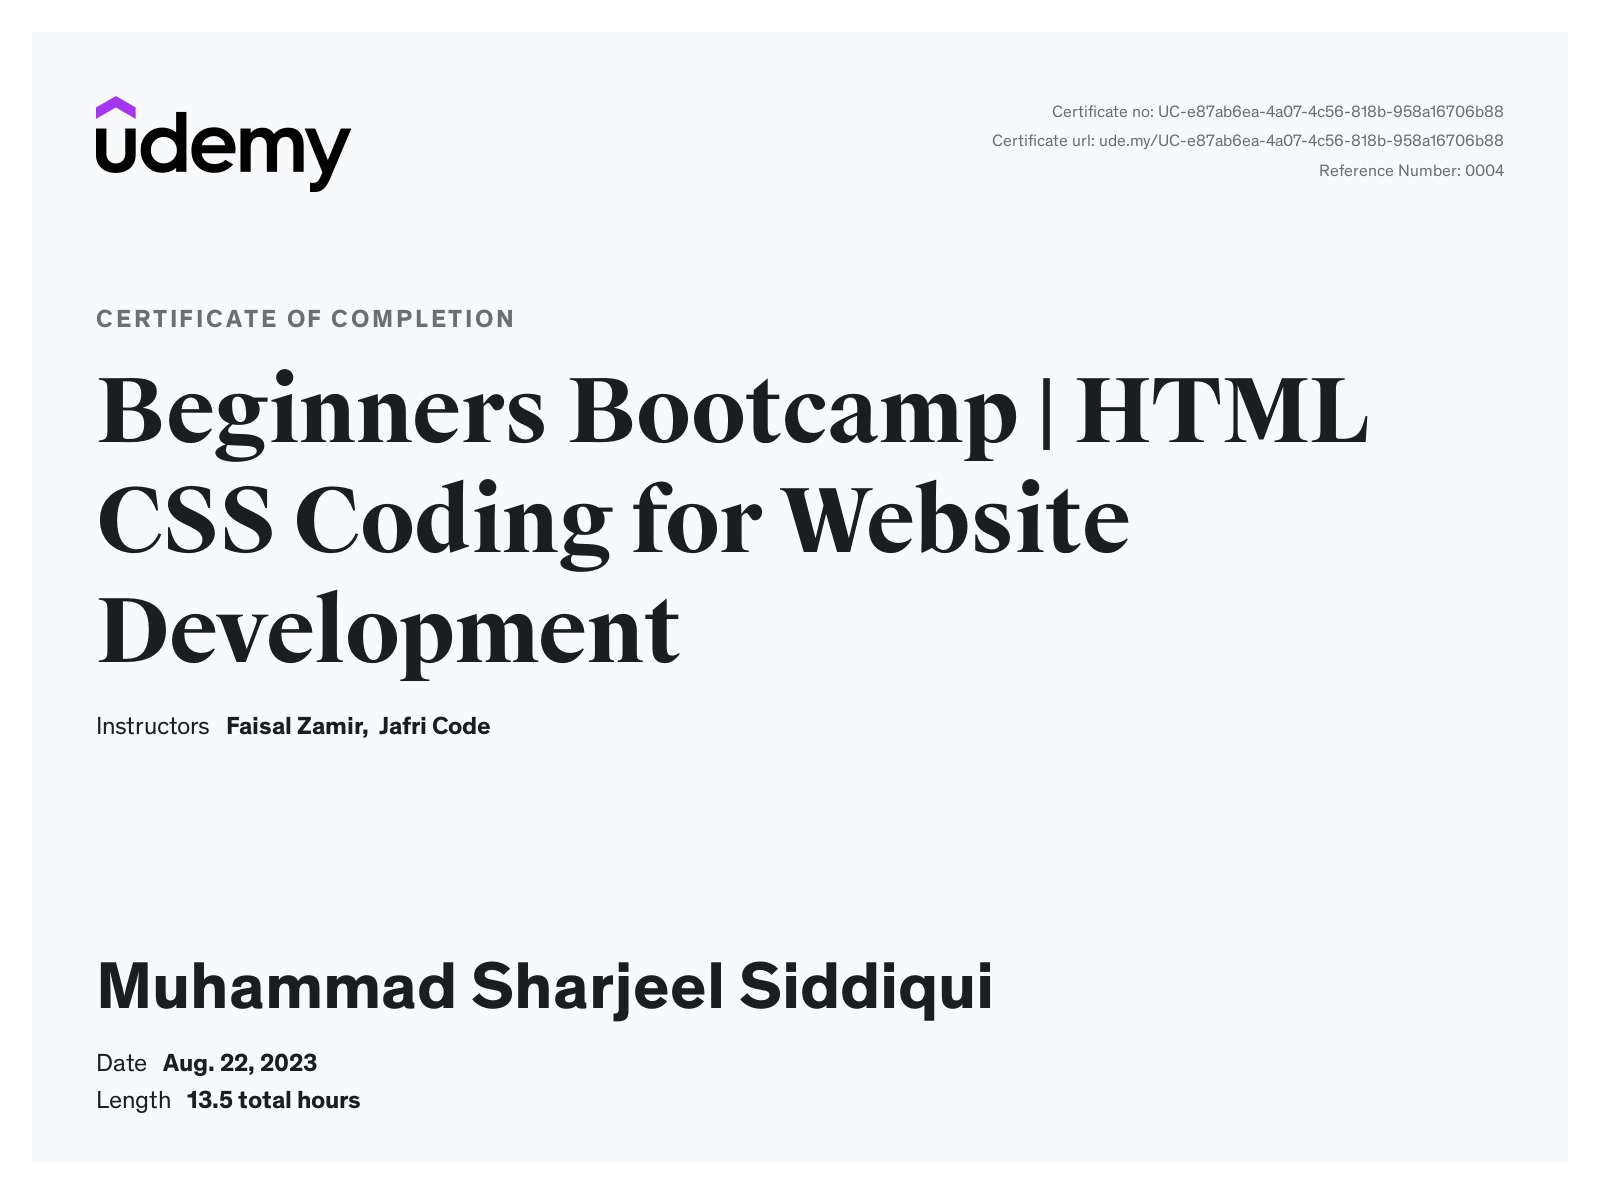 udemy
Certificate no: UC-e87ab6ea-4a07-4c56-818b-958a16706b88
Certificate url: ude.my/UC-e87ab6ea-4a07-4c56-818b-958a16706b88
Reference Number: 0004
CERTIFICATE OF COMPLETION
Beginners Bootcamp | HTML
CSS Coding for Website
Development
Instructors Faisal Zamir, Jafri Code
Muhammad Sharjeel Siddiqui
Date Aug. 22, 2023
Length 13.5 total hours